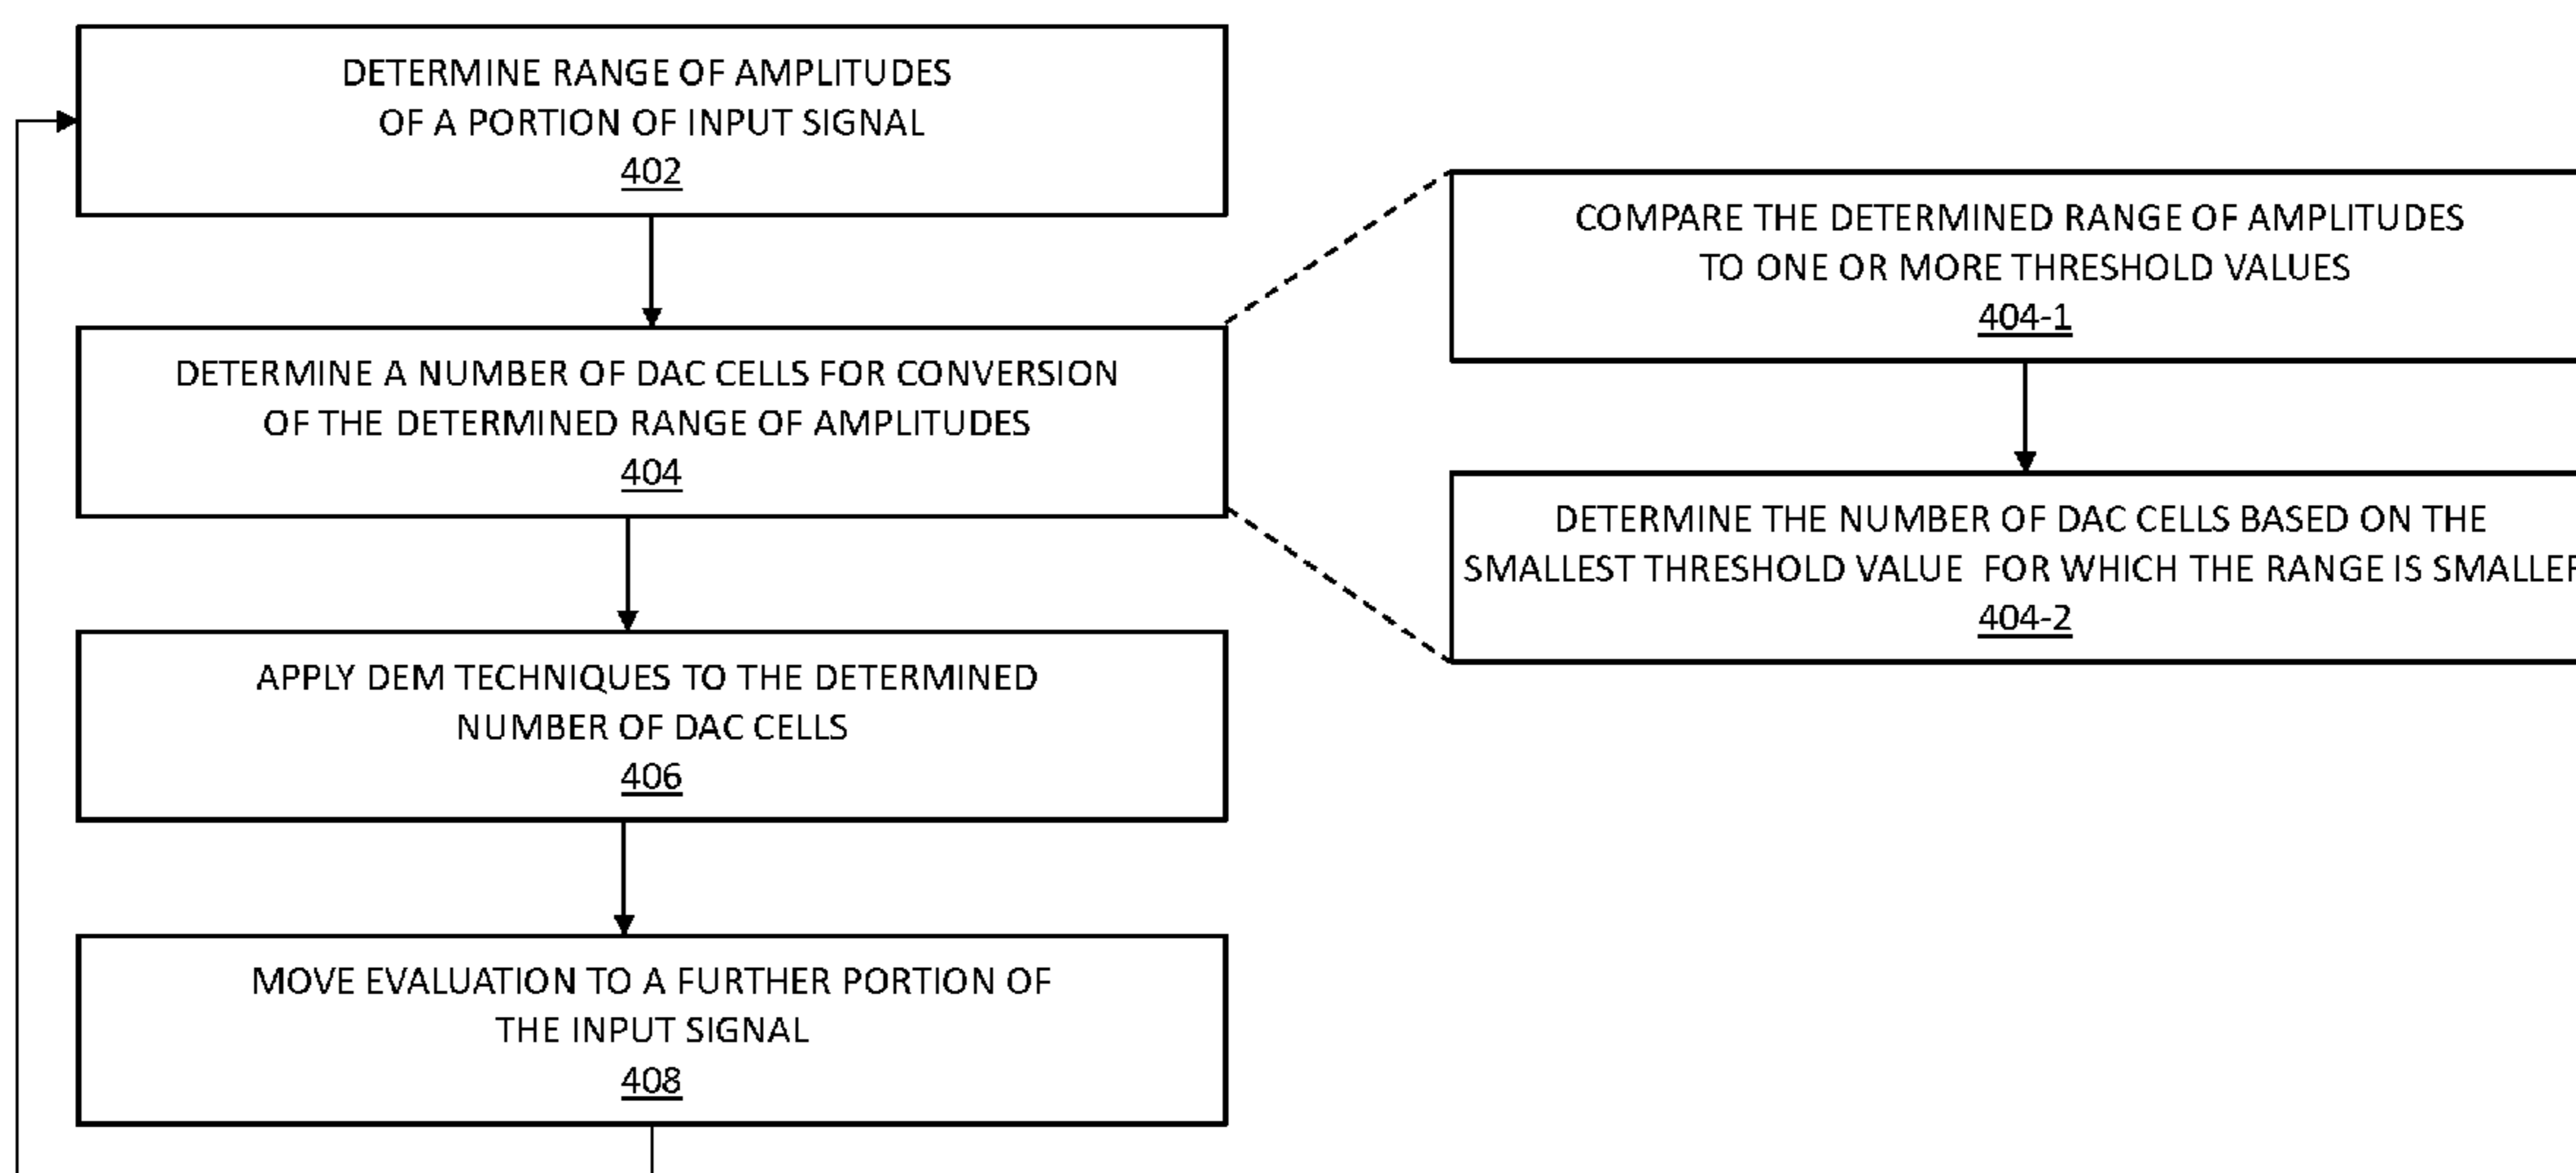 DETERMINE RANGE OF AMPLITUDES
OF A PORTION OF INPUT SIGNAL
402
DETERMINE A NUMBER OF DAC CELLS FOR CONVERSION
OF THE DETERMINED RANGE OF AMPLITUDES
404
APPLY DEM TECHNIQUES TO THE DETERMINED
NUMBER OF DAC CELLS
406
MOVE EVALUATION TO A FURTHER PORTION OF
THE INPUT SIGNAL
408
COMPARE THE DETERMINED RANGE OF AMPLITUDES
TO ONE OR MORE THRESHOLD VALUES
404-1
DETERMINE THE NUMBER OF DAC CELLS BASED ON THE
SMALLEST THRESHOLD VALUE FOR WHICH THE RANGE IS SMALLER
404-2